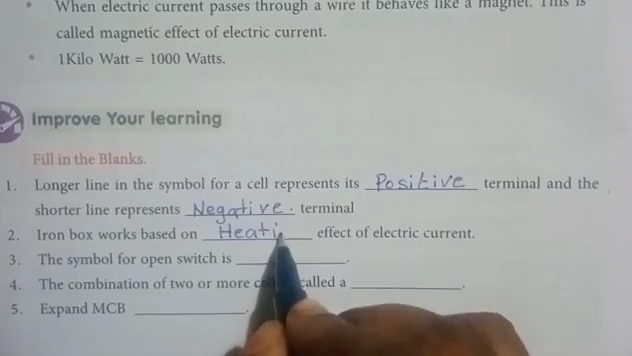 • When electric current passes through a wire it behaves like a magnet. This is
called magnetic effect of electric current.
• 1Kilo Watt = 1000 Watts.
Improve Your learning
Fill in the Blanks.
1. Longer line in the symbol for a cell represents its Positive terminal and the
shorter line represents Negative. terminal
2. Iron box works based on Heati effect of electric current.
3. The symbol for open switch is ____________.
4. The combination of two or more called a ____________.
5. Expand MCB ____________.